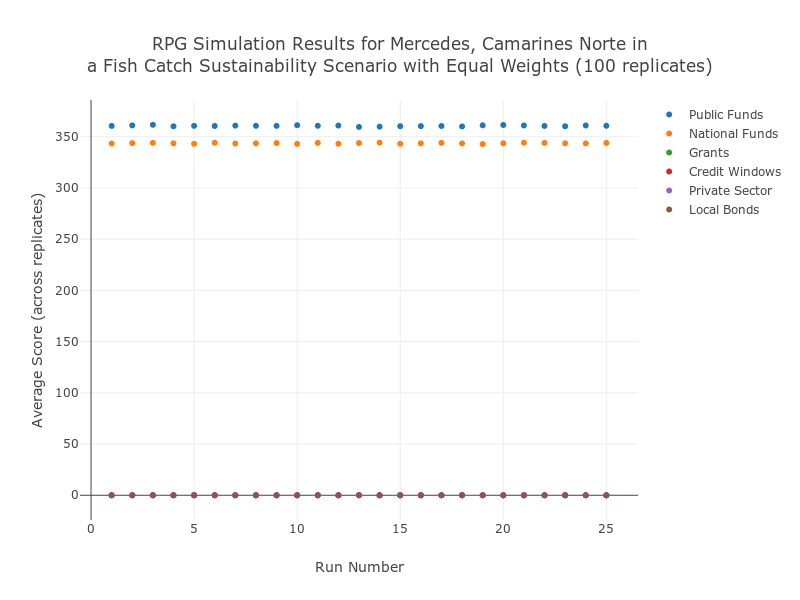 RPG Simulation Results for Mercedes, Camarines Norte in
a Fish Catch Sustainability Scenario with Equal Weights (100 replicates)
Public Funds
National Funds
Grants
Credit Windows
Private Sector
Local Bonds
Average Score (across replicates)
350
300
250
200
150
100
50
0
0 5 10 15 20 25
Run Number